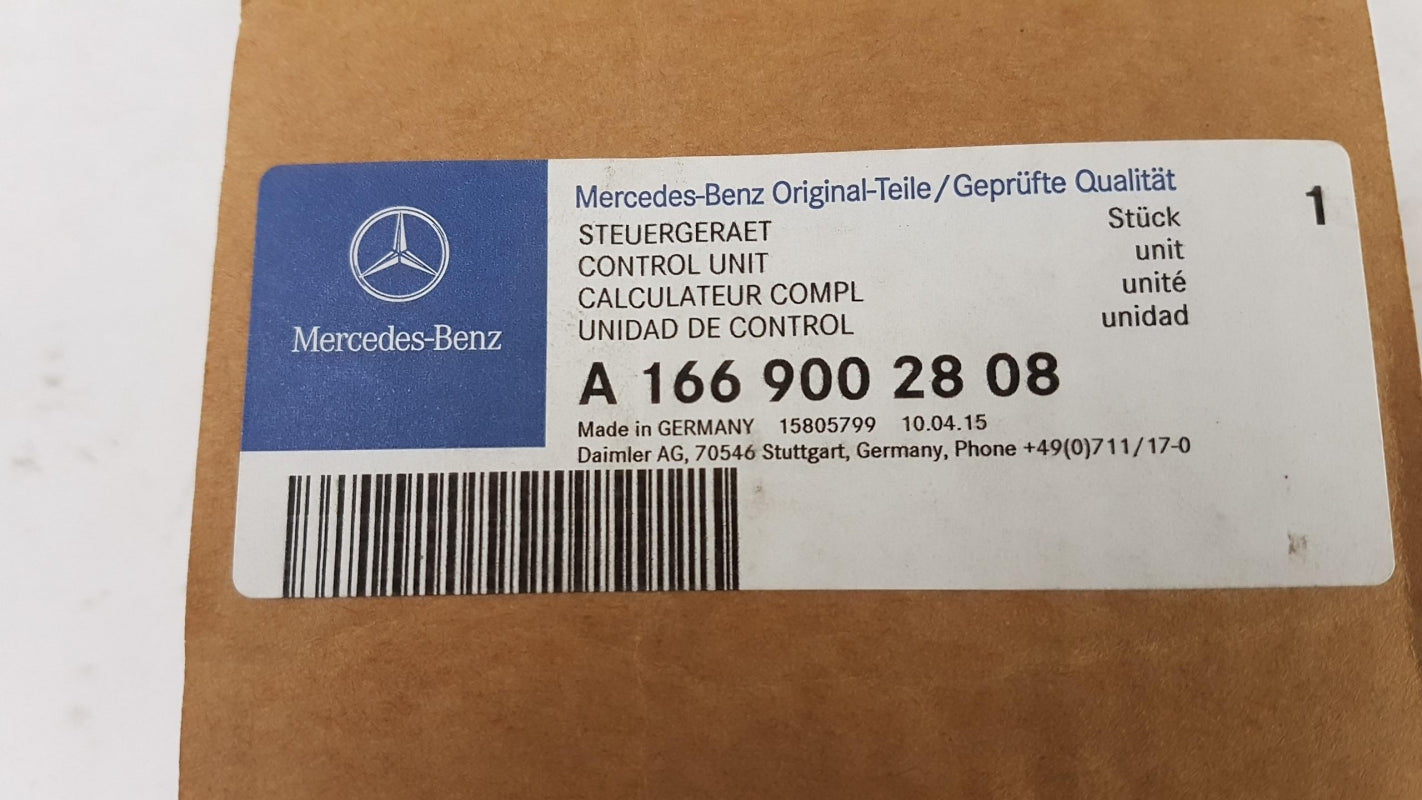 Mercedes-Benz
Mercedes-Benz Original-Teile/Geprüfte Qualität
STEUERGERAET Stück 1
CONTROL UNIT unit
CALCULATEUR COMPL unité
UNIDAD DE CONTROL unidad
A 166 900 28 08
Made in GERMANY 15805799 10.04.15
Daimler AG, 70546 Stuttgart, Germany, Phone +49(0)711/17-0